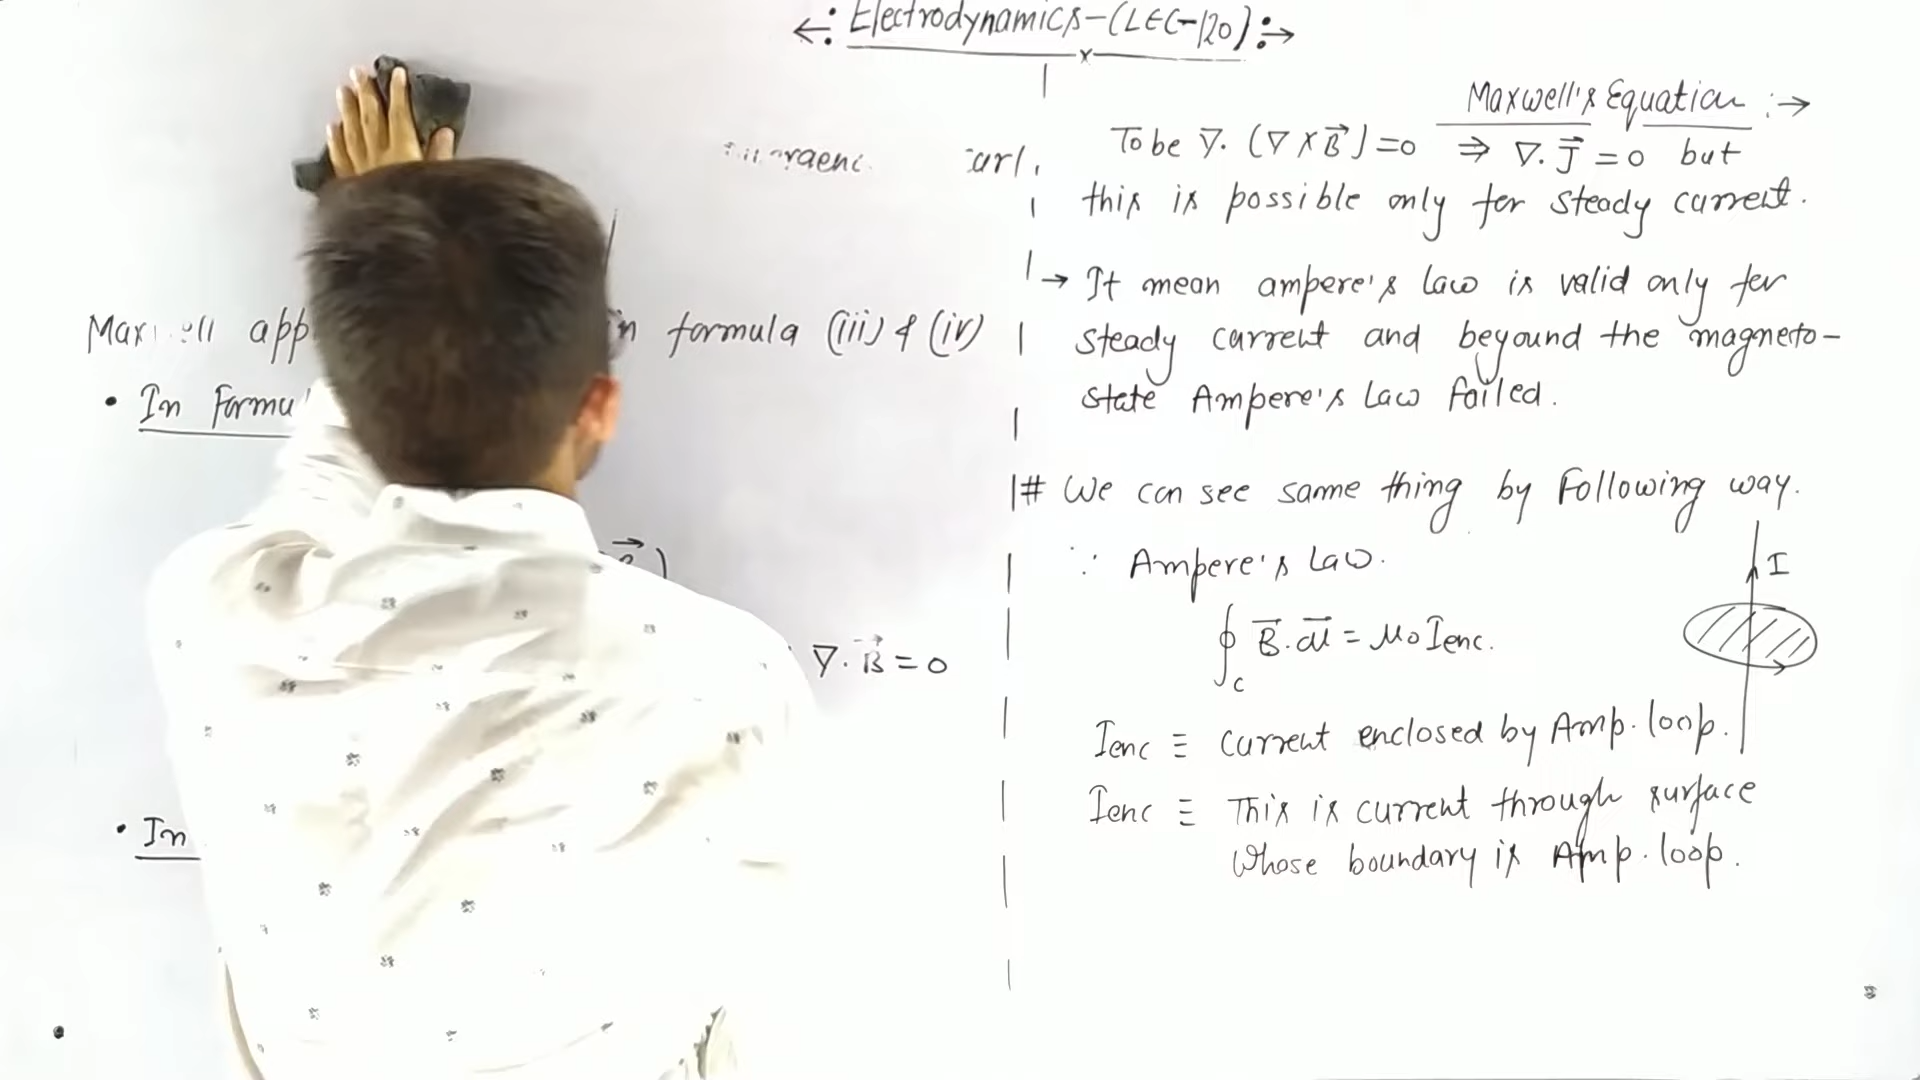 Electrodynamics-(LEC-120)
Maxwell's Equation
formula (iii) & (iv)
• In
∇. B⃗ = 0
• In
To be ∇. (∇ X B⃗) = 0 ⇒ ∇. J⃗ = 0 but
this is possible only for steady current.
→ It mean ampere's law is valid only for
steady current and beyound the magneto-
state Ampere's Law failed.
# We can see same thing by Following way.
∵ Ampere's Law.
I
∮ B⃗. dl⃗ = μ0 Ienc.
C
Ienc ≡ current enclosed by Amp. loop.
Ienc ≡ This is current through surface
Whose boundary is Amp. loop.